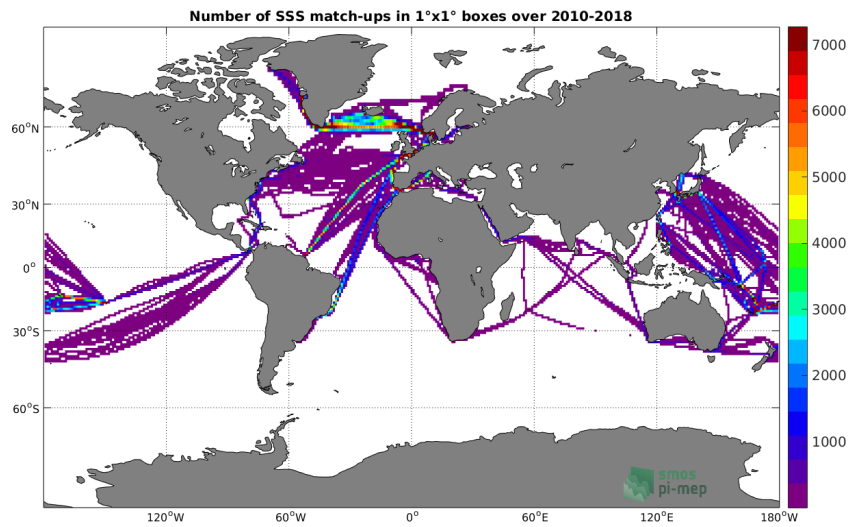 Number of SSS match-ups in 1°x1° boxes over 2010-2018
7000
6000
5000
4000
3000
2000
1000
60°N
30°N
0°
30°S
60°S
smos
pi-mep
120°W
60°W
0°
60°E
120°E
180°W